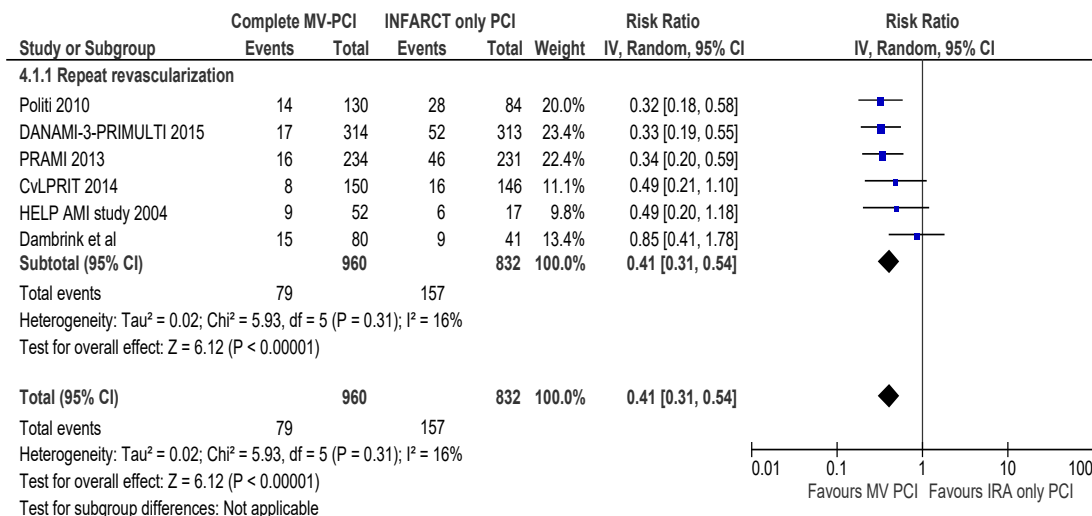 Complete MV-PCI INFARCT only PCI Risk Ratio Risk Ratio
Study or Subgroup Events Total Events Total Weight IV, Random, 95% CI IV, Random, 95% CI
4.1.1 Repeat revascularization
Politi 2010 14 130 28 84 20.0% 0.32 [0.18, 0.58]
DANAMI-3-PRIMULTI 2015 17 314 52 313 23.4% 0.33 [0.19, 0.55]
PRAMI 2013 16 234 46 231 22.4% 0.34 [0.20, 0.59]
CvLPRIT 2014 8 150 16 146 11.1% 0.49 [0.21, 1.10]
HELP AMI study 2004 9 52 6 17 9.8% 0.49 [0.20, 1.18]
Dambrink et al 15 80 9 41 13.4% 0.85 [0.41, 1.78]
Subtotal (95% CI) 960 832 100.0% 0.41 [0.31, 0.54]
Total events 79 157
Heterogeneity: Tau² = 0.02; Chi² = 5.93, df = 5 (P = 0.31); I² = 16%
Test for overall effect: Z = 6.12 (P < 0.00001)
Total (95% CI) 960 832 100.0% 0.41 [0.31, 0.54]
Total events 79 157
Heterogeneity: Tau² = 0.02; Chi² = 5.93, df = 5 (P = 0.31); I² = 16%
Test for overall effect: Z = 6.12 (P < 0.00001)
Test for subgroup differences: Not applicable
0.01 0.1 1 10 100
Favours MV PCI Favours IRA only PCI